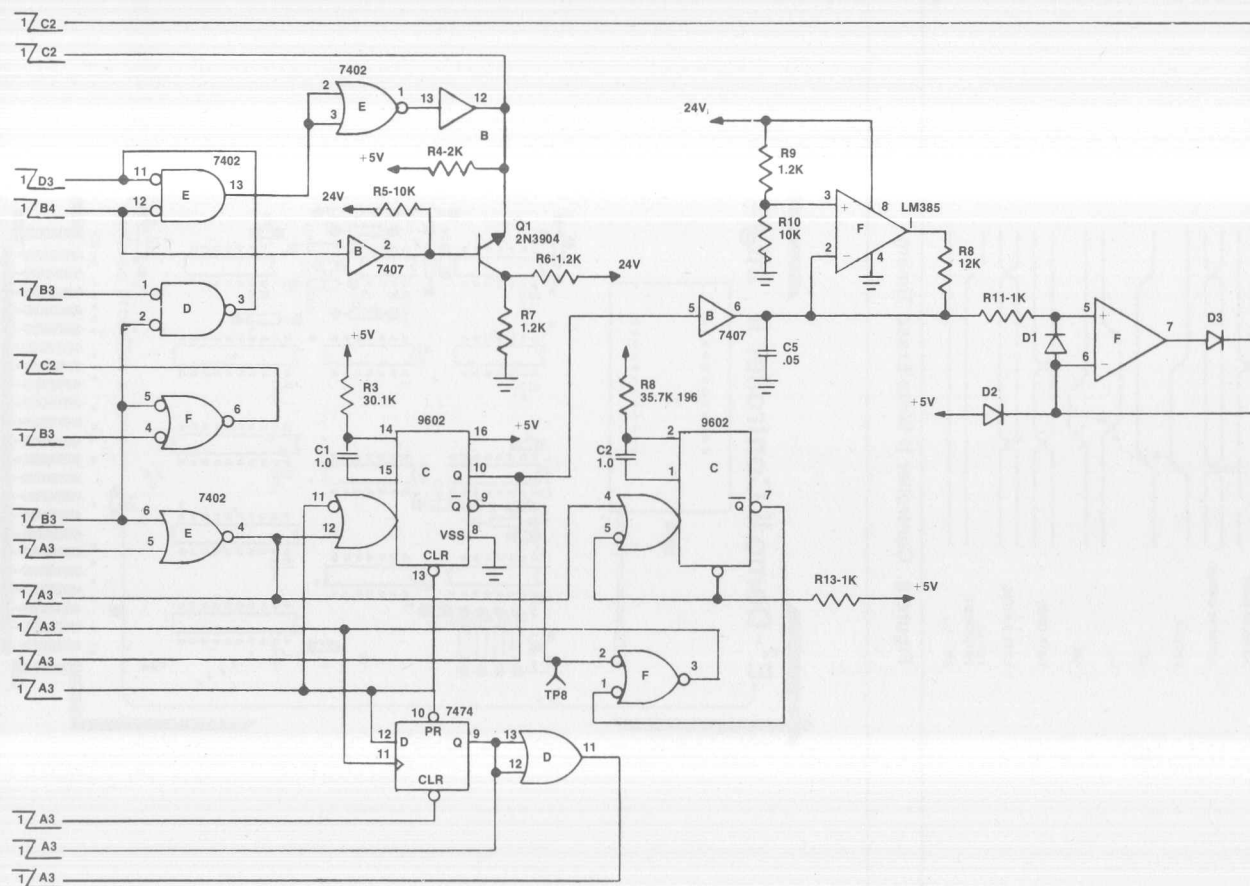 1/C2
1/C2
7402
2
3
E
1
13
12
B
+5V
R4-2K
7402
1/D3
11
E
13
1/B4
12
24V
R5-10K
1
B
2
7407
Q1
2N3904
R6-1.2K
24V
R7
1.2K
24V
R9
1.2K
R10
10K
3
+
F
8
LM385
1
2
–
4
R8
12K
1/B3
1
D
3
2
5
B
6
7407
C5
.05
R11-1K
D1
5
+
F
7
6
–
D3
D2
+5V
1/C2
5
F
6
4
1/B3
+5V
R3
30.1K
C1
1.0
14
9602
16
+5V
15
C
Q
10
Q
9
VSS
8
CLR
13
11
12
R8
35.7K 196
C2
1.0
2
9602
1
C
Q
7
4
5
R13-1K
+5V
7402
1/B3
6
E
4
5
1/A3
1/A3
1/A3
1/A3
1/A3
TP8
2
F
3
1
10
7474
PR
12
D
Q
9
11
CLR
13
D
11
12
1/A3
1/A3
1/A3